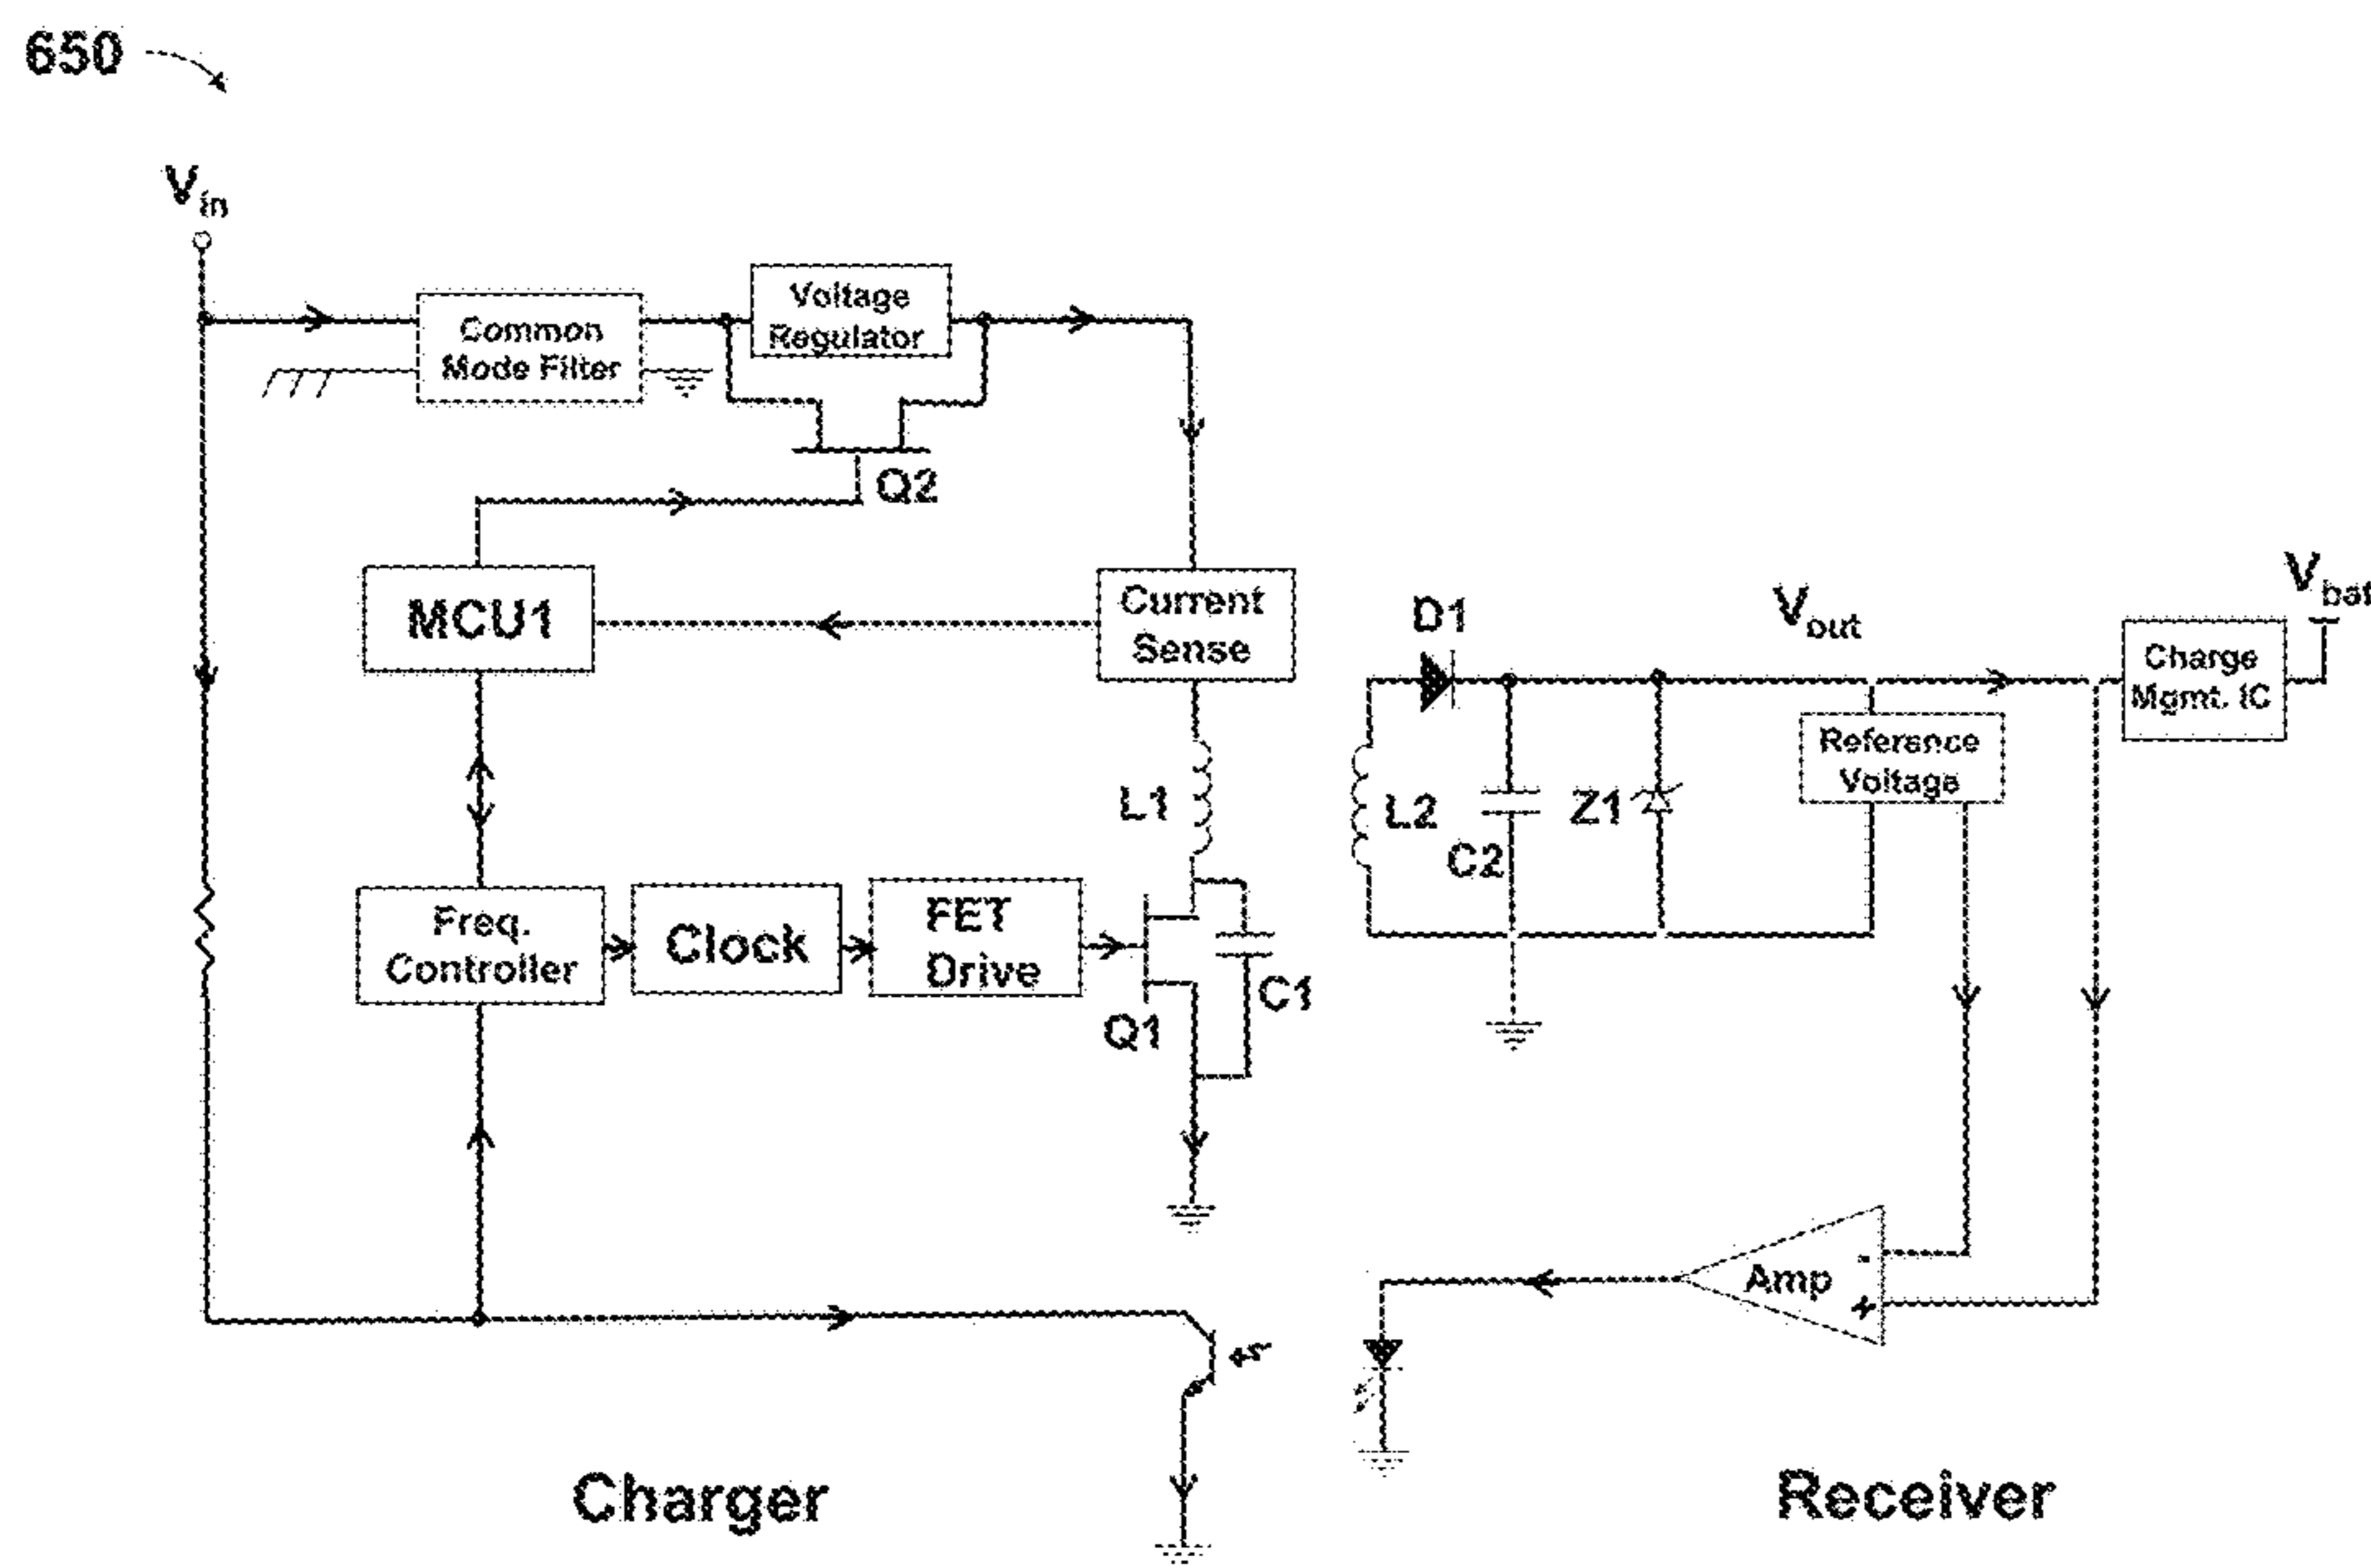 650
Vin
Common
Mode Filter
Voltage
Regulator
Q2
MCU1
Current
Sense
L1
Freq.
Controller
Clock
FET
Drive
Q1
C1
D1
Vout
Vbat
Charge
Mgmt. IC
Reference
Voltage
L2
C2
Z1
-
Amp
+
Charger
Receiver